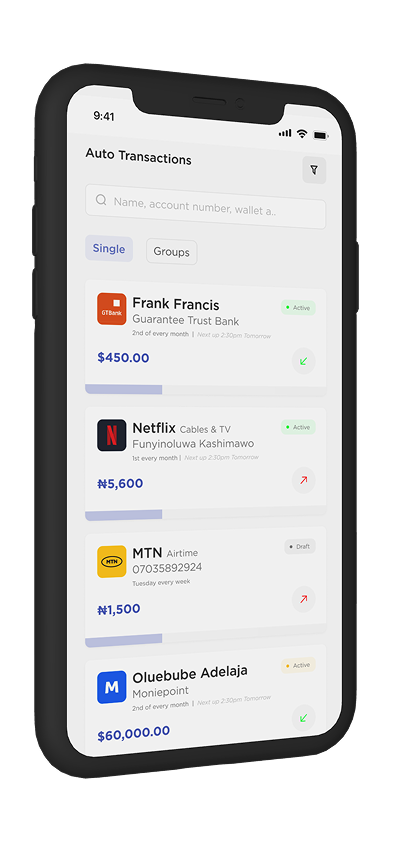 9:41
Auto Transactions
Name, account number, wallet a..
Single Groups
GTBank
Frank Francis Active
Guarantee Trust Bank
2nd of every month | Next up 2:30pm Tomorrow
$450.00
N
Netflix Cables & TV Active
Funyinoluwa Kashimawo
1st every month | Next up 2:30pm Tomorrow
₦5,600
MTN
MTN Airtime Draft
07035892924
Tuesday every week
₦1,500
M
Oluebube Adelaja Active
Moniepoint
2nd of every month | Next up 2:30pm Tomorrow
$60,000.00